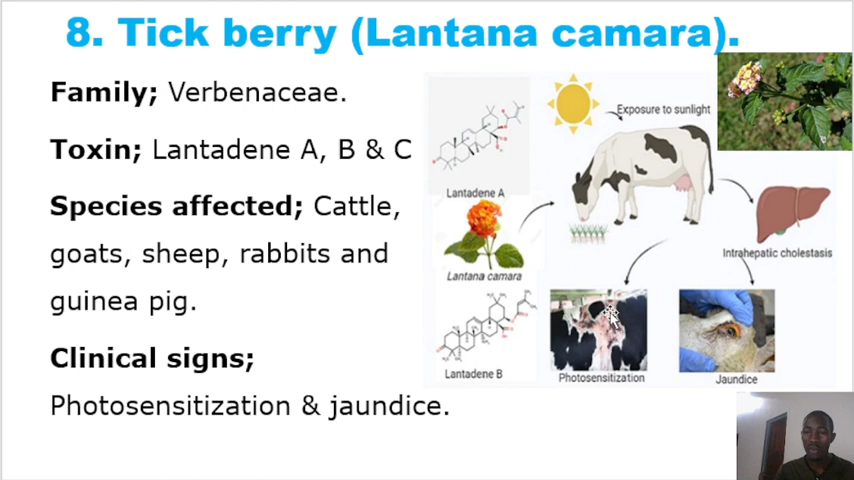 8. Tick berry (Lantana camara).
Family; Verbenaceae.
Toxin; Lantadene A, B & C
Species affected; Cattle,
goats, sheep, rabbits and
guinea pig.
Clinical signs;
Photosensitization & jaundice.
Exposure to sunlight
Lantadene A
Lantana camara
Intrahepatic cholestasis
Lantadene B
Photosensitization
Jaundice